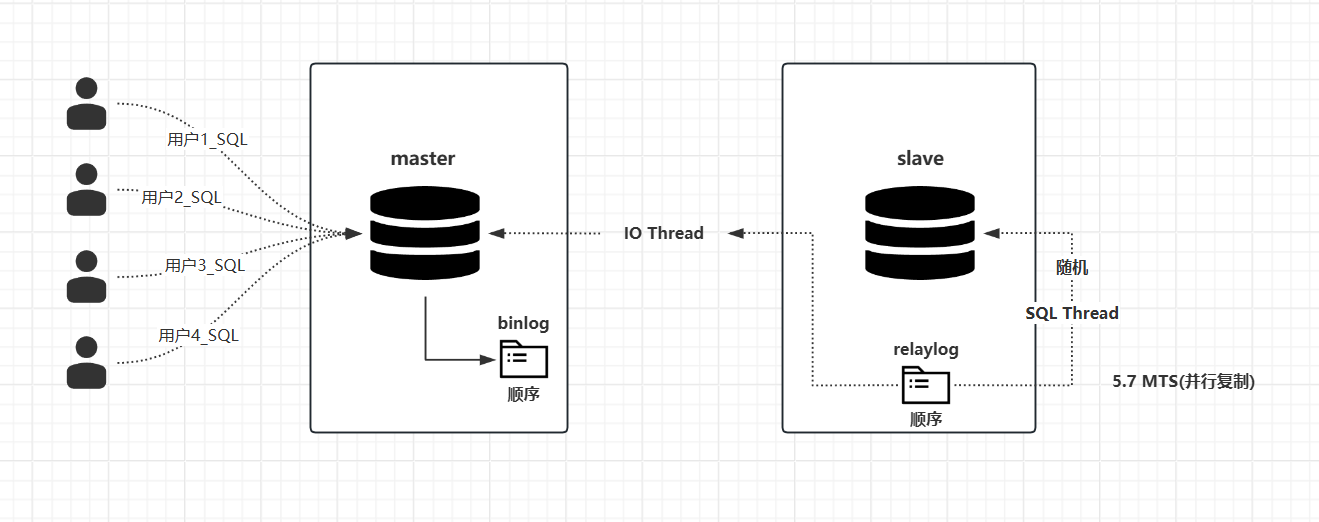 用户1_SQL
用户2_SQL
用户3_SQL
用户4_SQL
master
binlog
顺序
IO Thread
slave
随机
SQL Thread
relaylog
顺序
5.7 MTS(并行复制)